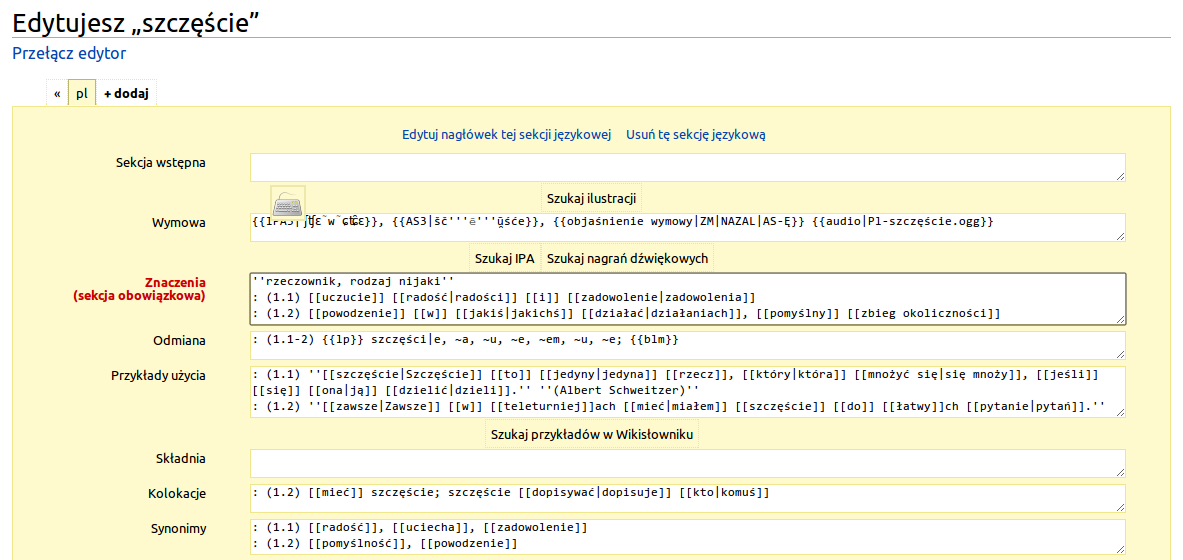 Edytujesz „szczęście”
Przełącz edytor
« pl + dodaj
Edytuj nagłówek tej sekcji językowej Usuń tę sekcję językową
Sekcja wstępna
Szukaj ilustracji
Wymowa
}}, {{AS3|šč'''ė'''ũ̯śće}}, {{objaśnienie wymowy|ZM|NAZAL|AS-Ę}} {{audio|Pl-szczęście.ogg}}
Szukaj IPA Szukaj nagrań dźwiękowych
Znaczenia
(sekcja obowiązkowa)
''rzeczownik, rodzaj nijaki''
: (1.1) [[uczucie]] [[radość|radości]] [[i]] [[zadowolenie|zadowolenia]]
: (1.2) [[powodzenie]] [[w]] [[jakiś|jakichś]] [[działać|działaniach]], [[pomyślny]] [[zbieg okoliczności]]
Odmiana
: (1.1-2) {{lp}} szczęści|e, ~a, ~u, ~e, ~em, ~u, ~e; {{blm}}
Przykłady użycia
: (1.1) ''[[szczęście|Szczęście]] [[to]] [[jedyny|jedyna]] [[rzecz]], [[który|która]] [[mnożyć się|się mnoży]], [[jeśli]]
[[się]] [[ona|ją]] [[dzielić|dzieli]].'' ''(Albert Schweitzer)''
: (1.2) ''[[zawsze|Zawsze]] [[w]] [[teleturniej]]ach [[mieć|miałem]] [[szczęście]] [[do]] [[łatwy]]ch [[pytanie|pytań]].''
Szukaj przykładów w Wikisłowniku
Składnia
Kolokacje
: (1.2) [[mieć]] szczęście; szczęście [[dopisywać|dopisuje]] [[kto|komuś]]
Synonimy
: (1.1) [[radość]], [[uciecha]], [[zadowolenie]]
: (1.2) [[pomyślność]], [[powodzenie]]